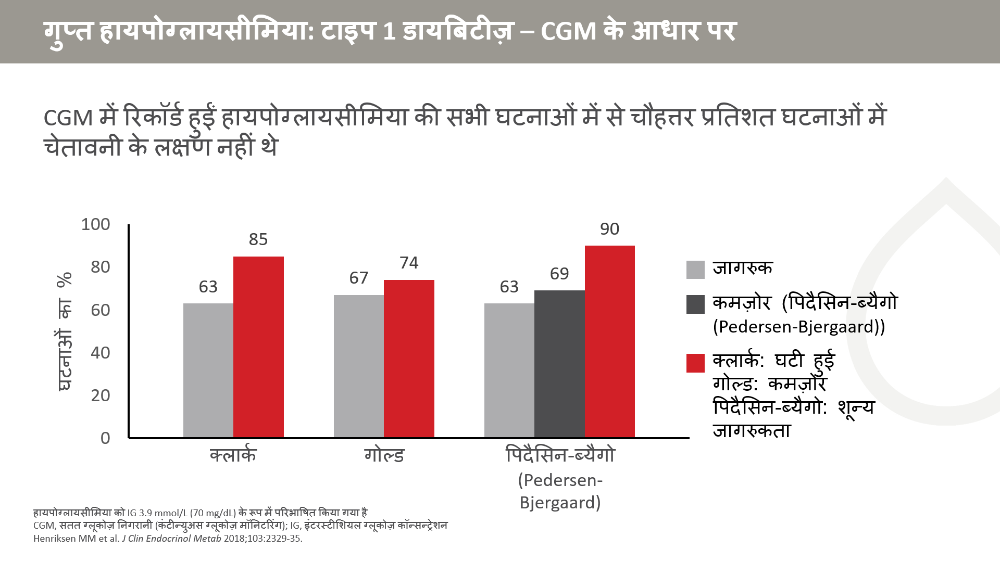 गुप्त हायपोग्लायसीमिया: टाइप 1 डायबिटीज़ – CGM के आधार पर
CGM में रिकॉर्ड हुईं हायपोग्लायसीमिया की सभी घटनाओं में से चौहत्तर प्रतिशत घटनाओं में
चेतावनी के लक्षण नहीं थे
घटनाओं का %
100
80
60
40
20
0
63
85
67
74
63
69
90
क्लार्क
गोल्ड
पिदैसिन-ब्यैगो
(Pedersen-
Bjergaard)
जागरुक
कमज़ोर (पिदैसिन-ब्यैगो
(Pedersen-Bjergaard))
क्लार्क: घटी हुई
गोल्ड: कमज़ोर
पिदैसिन-ब्यैगो: शून्य
जागरुकता
हायपोग्लायसीमिया को IG 3.9 mmol/L (70 mg/dL) के रूप में परिभाषित किया गया है
CGM, सतत ग्लूकोज़ निगरानी (कंटीन्युअस ग्लूकोज़ मॉनिटरिंग); IG, इंटरस्टीशियल ग्लूकोज़ कॉन्सन्ट्रेशन
Henriksen MM et al. J Clin Endocrinol Metab 2018;103:2329-35.